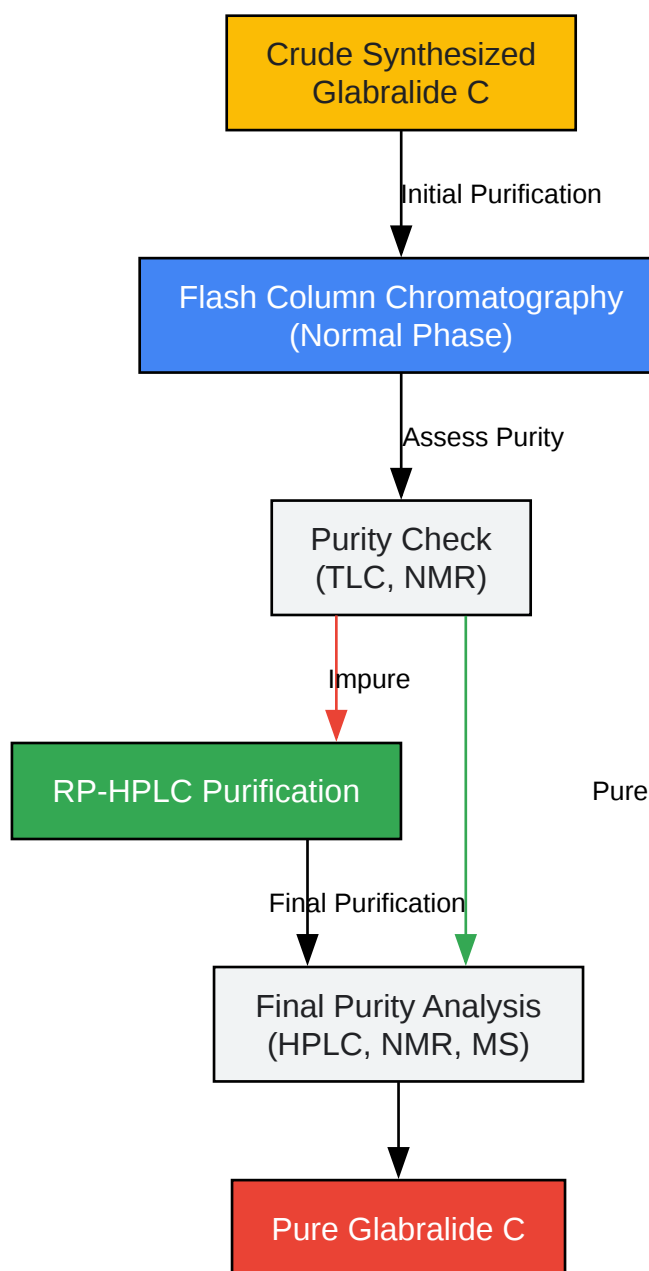 Crude Synthesized
Glabralide C
Initial Purification
Flash Column Chromatography
(Normal Phase)
Assess Purity
Purity Check
(TLC, NMR)
Impure
RP-HPLC Purification
Pure
Final Purification
Final Purity Analysis
(HPLC, NMR, MS)
Pure Glabralide C